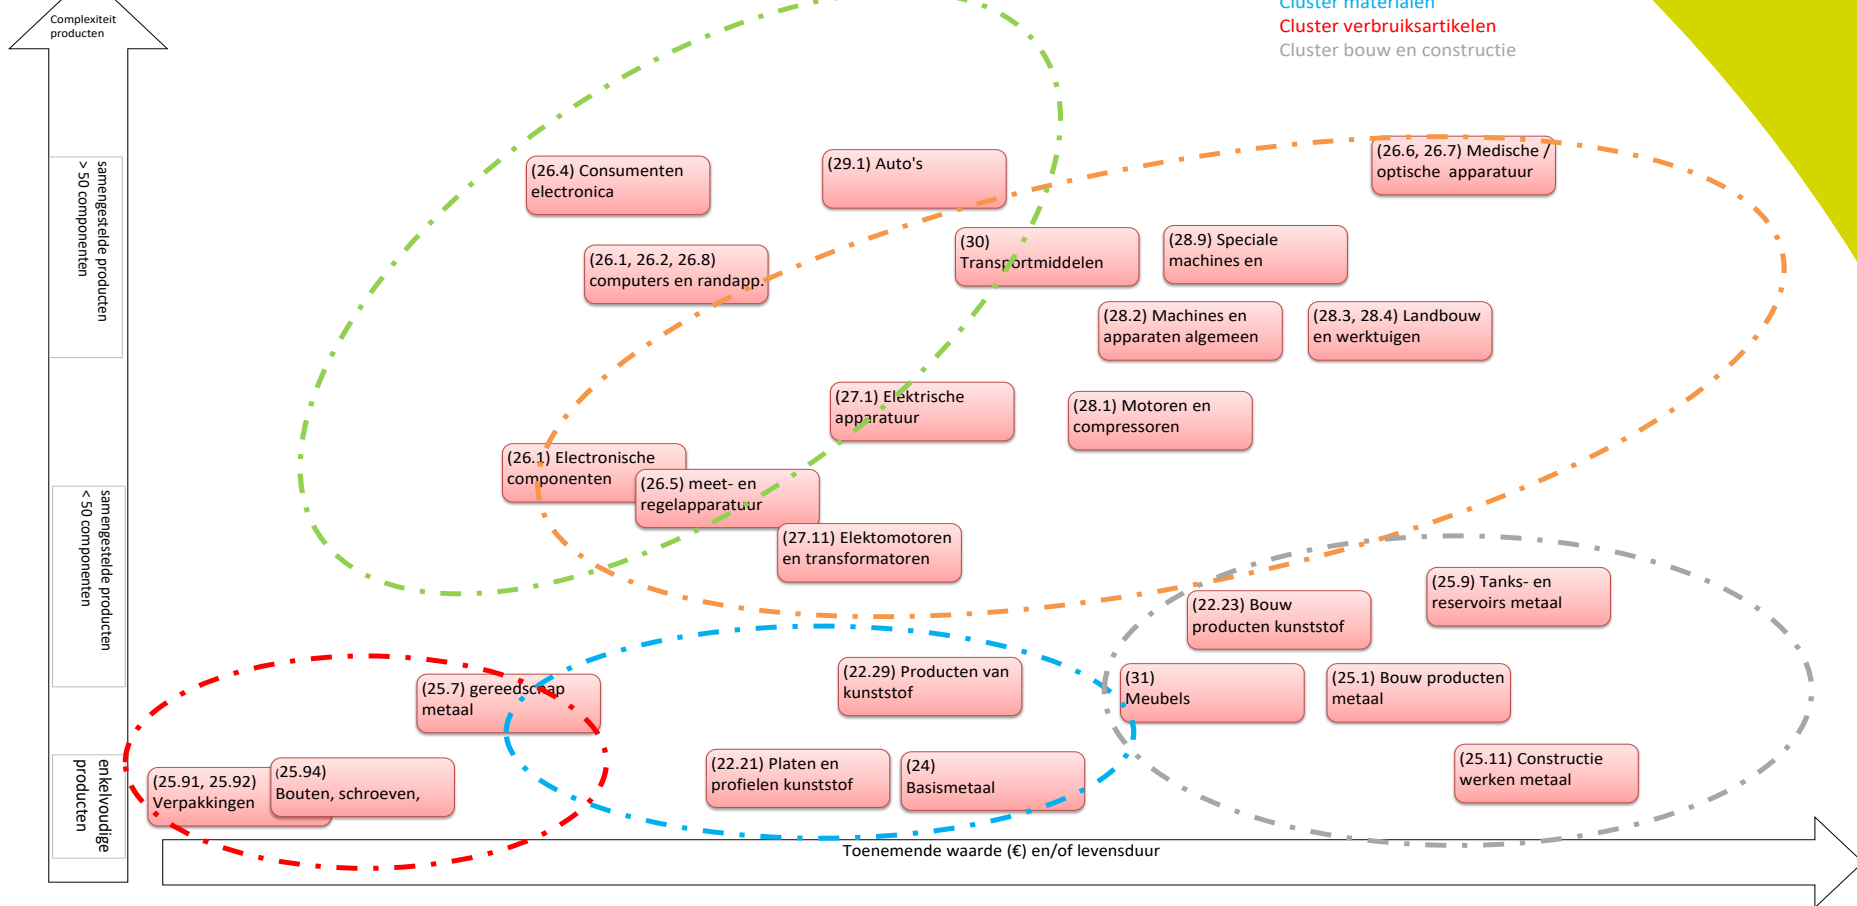 Complexiteit
producten
Cluster materialen
Cluster verbruiksartikelen
Cluster bouw en constructie
samengestelde producten
> 50 componenten
samengestelde producten
< 50 componenten
enkelvoudige
producten
(26.4) Consumenten
electronica
(29.1) Auto's
(26.6, 26.7) Medische /
optische apparatuur
(26.1, 26.2, 26.8)
computers en randapp.
(30)
Transportmiddelen
(28.9) Speciale
machines en
(28.2) Machines en
apparaten algemeen
(28.3, 28.4) Landbouw
en werktuigen
(27.1) Elektrische
apparatuur
(28.1) Motoren en
compressoren
(26.1) Electronische
componenten
(26.5) meet- en
regelapparatuur
(27.11) Elektomotoren
en transformatoren
(25.9) Tanks- en
reservoirs metaal
(22.23) Bouw
producten kunststof
(25.7) gereedschap
metaal
(22.29) Producten van
kunststof
(31)
Meubels
(25.1) Bouw producten
metaal
(25.91, 25.92)
Verpakkingen
(25.94)
Bouten, schroeven,
(22.21) Platen en
profielen kunststof
(24)
Basismetaal
(25.11) Constructie
werken metaal
Toenemende waarde (€) en/of levensduur